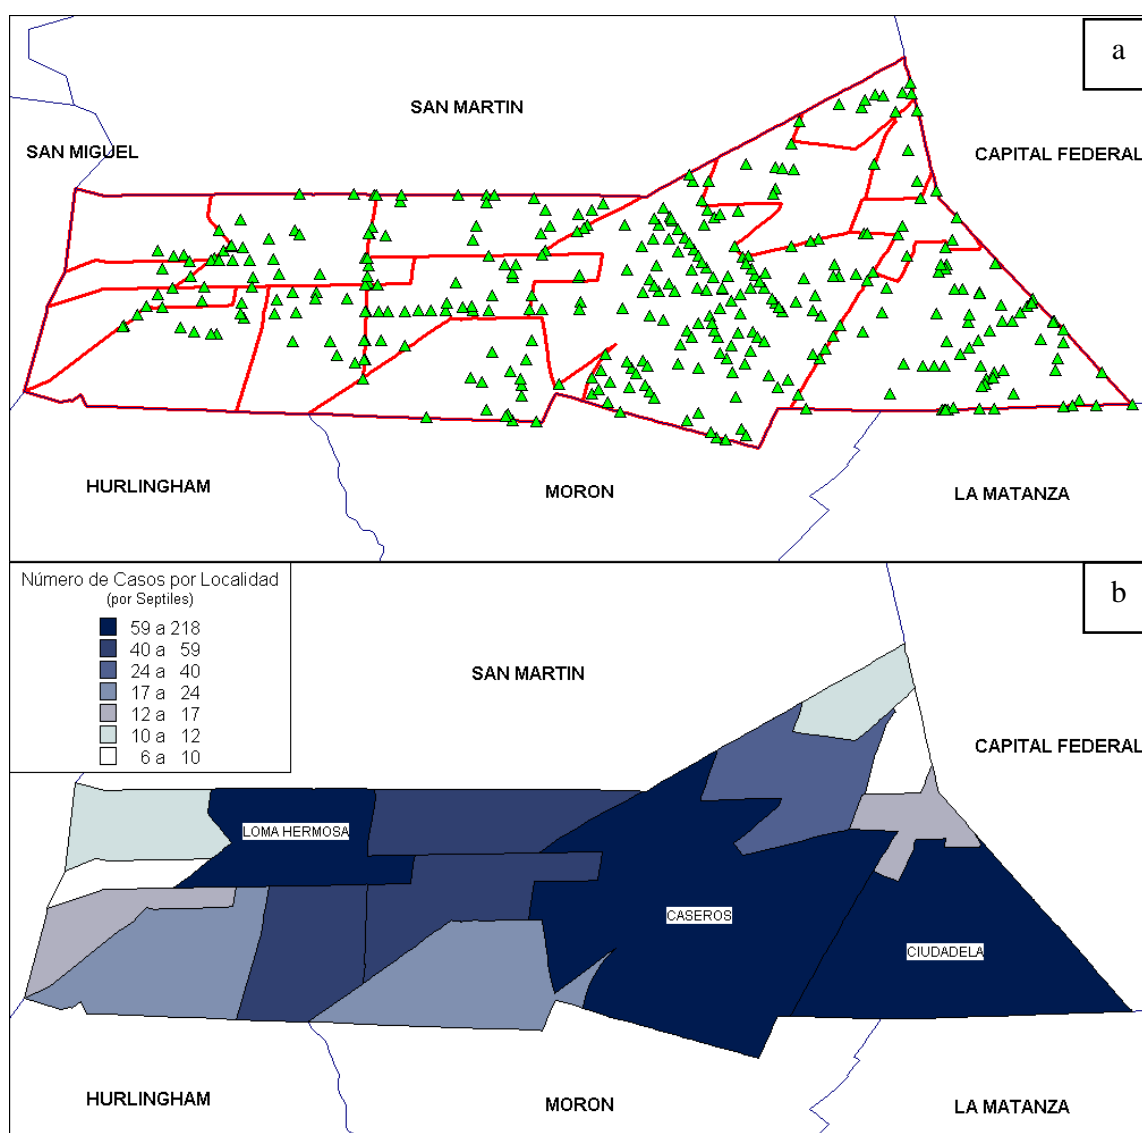 a
SAN MARTIN
SAN MIGUEL
CAPITAL FEDERAL
HURLINGHAM
MORON
LA MATANZA
b
Número de Casos por Localidad
(por Septiles)
59 a 218
40 a 59
24 a 40
17 a 24
12 a 17
10 a 12
6 a 10
SAN MARTIN
CAPITAL FEDERAL
LOMA HERMOSA
CASEROS
CIUDADELA
HURLINGHAM
MORON
LA MATANZA